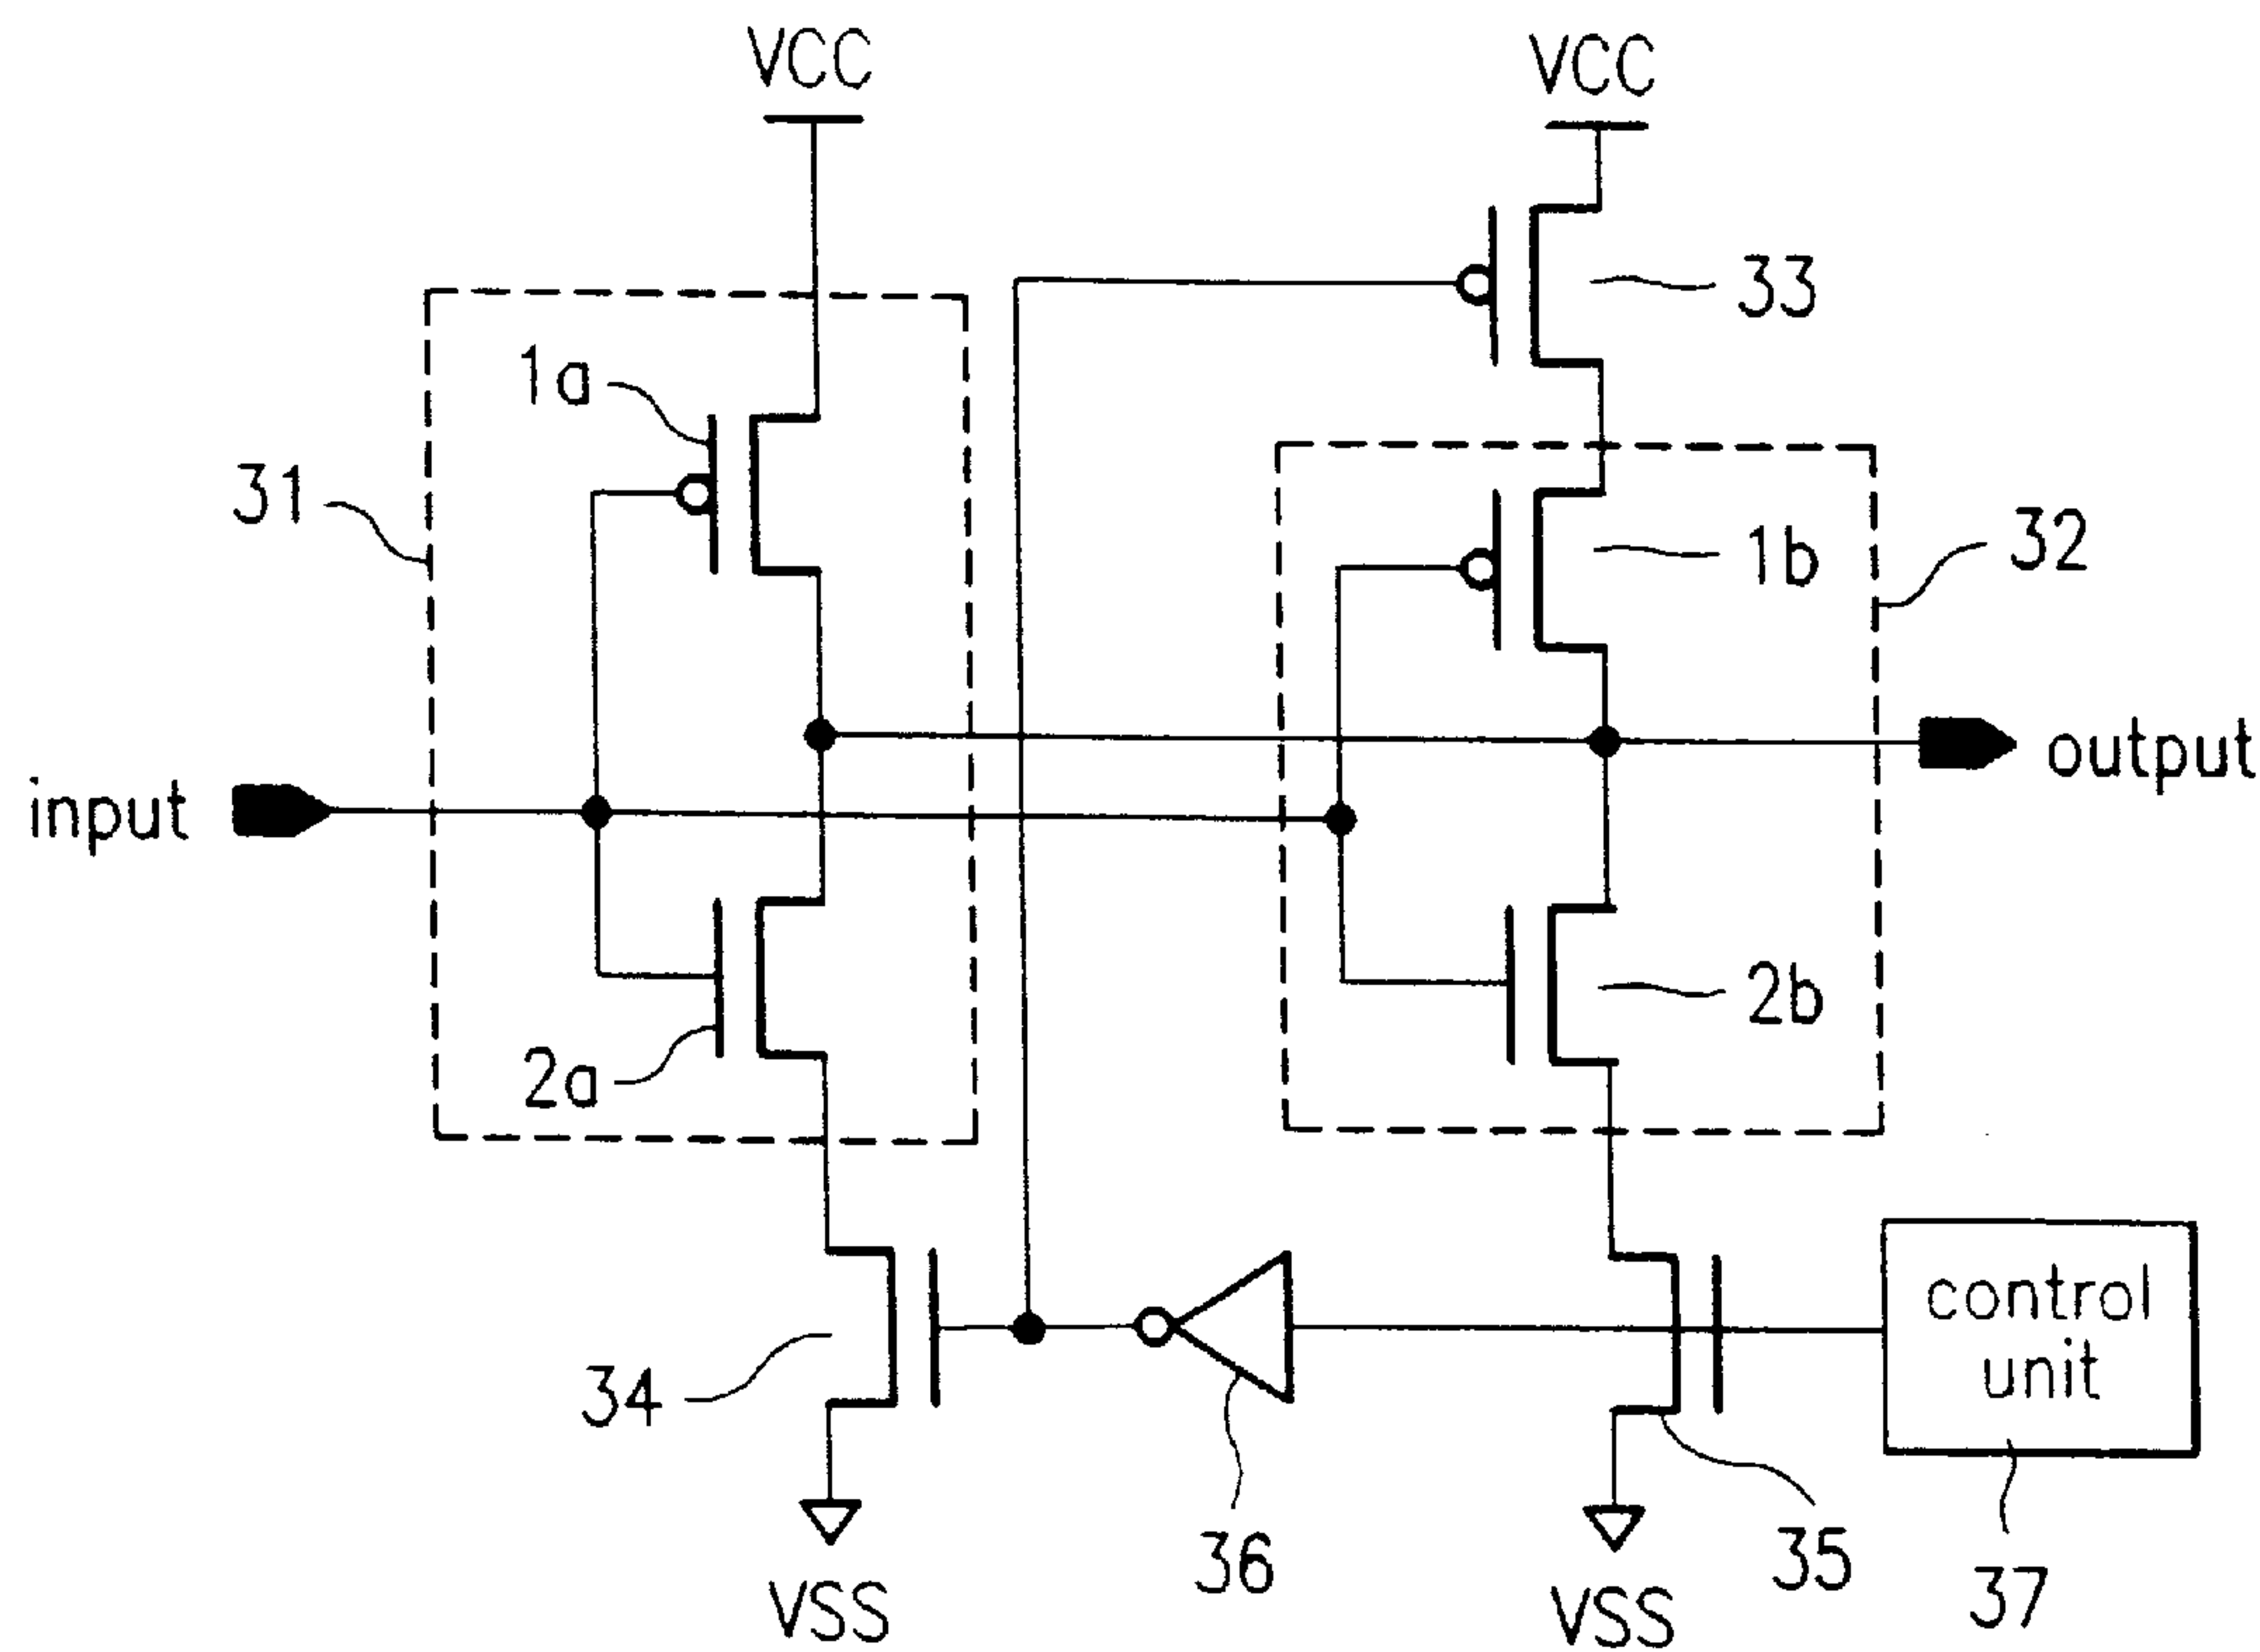 VCC
VCC
33
1a
31
1b
32
input
output
2a
2b
control
unit
34
36
35
37
VSS
VSS